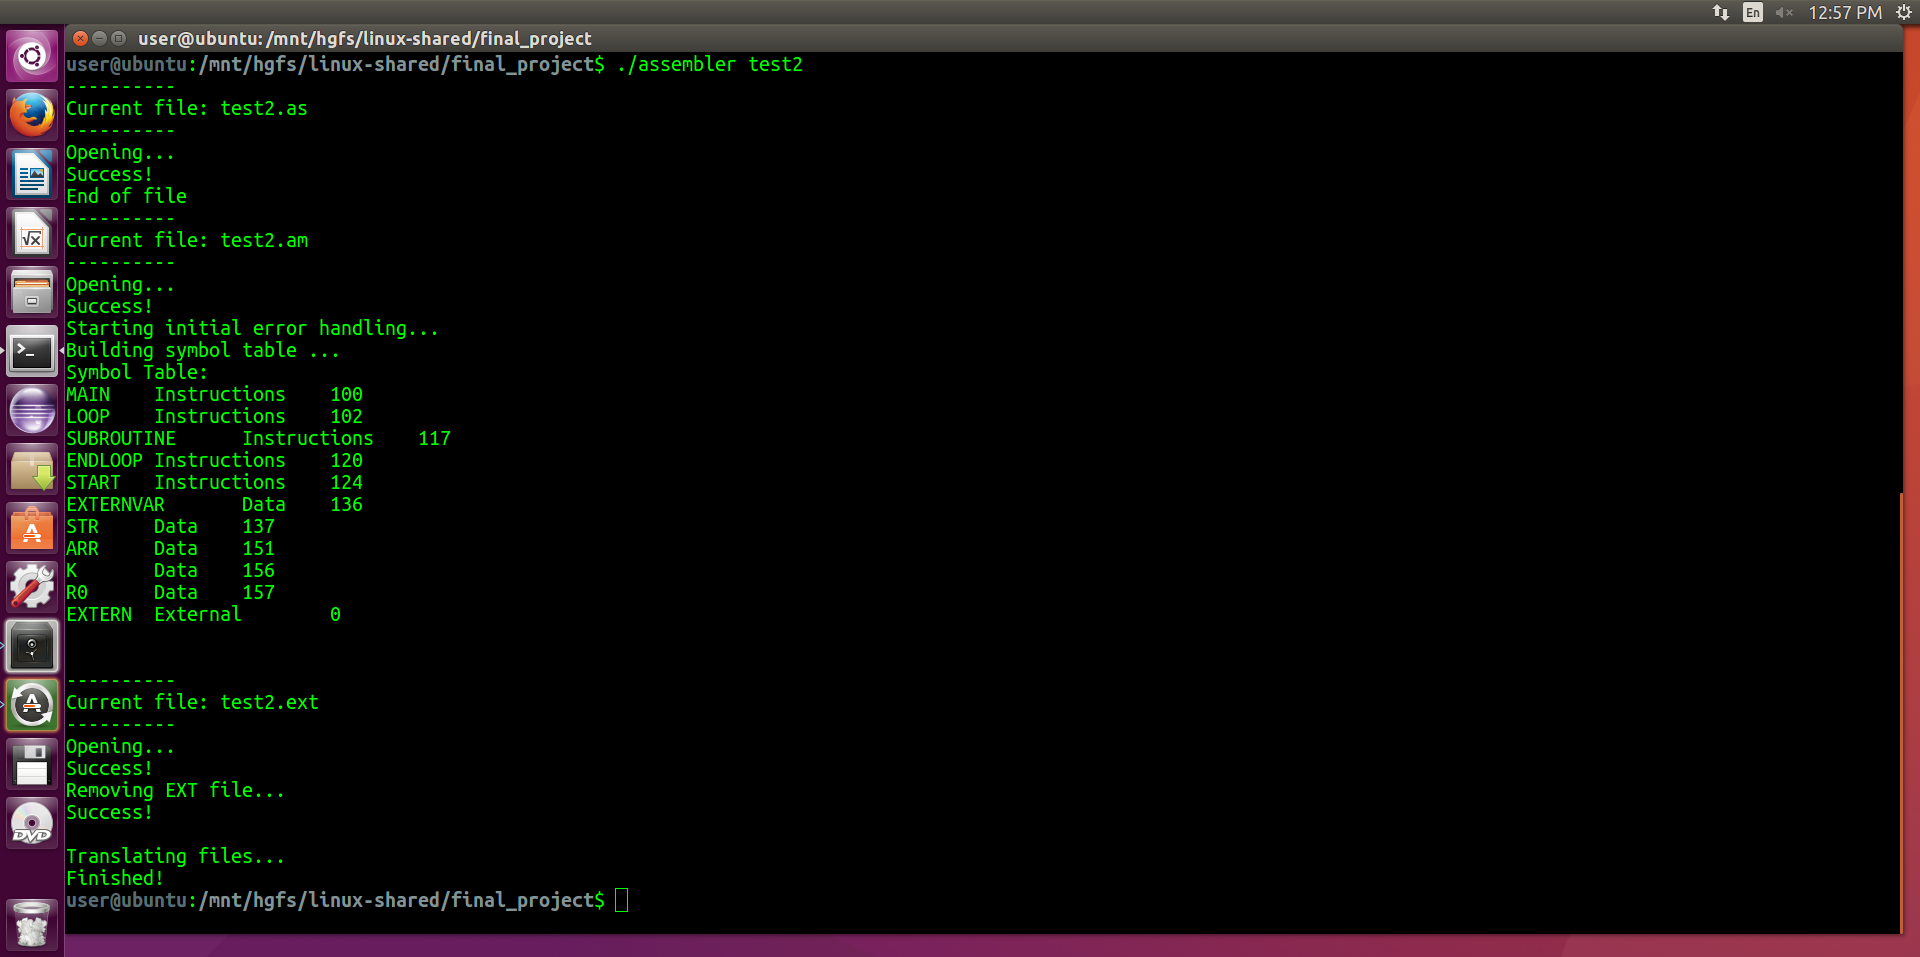 En 12:57 PM
user@ubuntu: /mnt/hgfs/linux-shared/final_project
user@ubuntu:/mnt/hgfs/linux-shared/final_project$ ./assembler test2
----------
Current file: test2.as
----------
Opening...
Success!
End of file
----------
Current file: test2.am
----------
Opening...
Success!
Starting initial error handling...
Building symbol table ...
Symbol Table:
MAIN    Instructions    100
LOOP    Instructions    102
SUBROUTINE      Instructions    117
ENDLOOP Instructions    120
START   Instructions    124
EXTERNVAR       Data    136
STR     Data    137
ARR     Data    151
K       Data    156
R0      Data    157
EXTERN  External        0
----------
Current file: test2.ext
----------
Opening...
Success!
Removing EXT file...
Success!
Translating files...
Finished!
user@ubuntu:/mnt/hgfs/linux-shared/final_project$
DVD